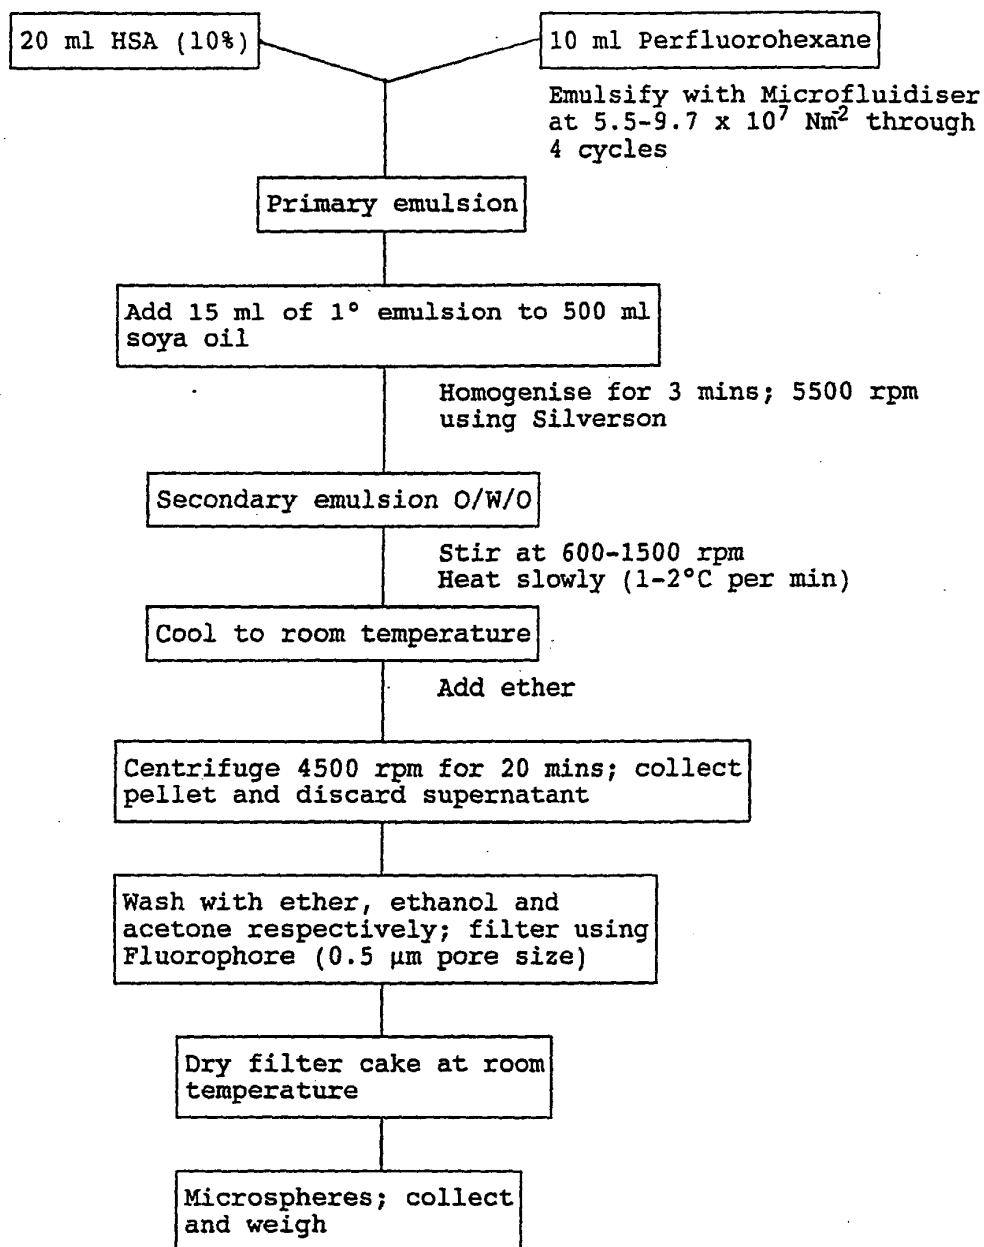 20 ml HSA (10%)
10 ml Perfluorohexane
Emulsify with Microfluidiser
at 5.5-9.7 x 10⁷ Nm⁻² through
4 cycles
Primary emulsion
Add 15 ml of 1° emulsion to 500 ml
soya oil
Homogenise for 3 mins; 5500 rpm
using Silverson
Secondary emulsion O/W/O
Stir at 600-1500 rpm
Heat slowly (1-2°C per min)
Cool to room temperature
Add ether
Centrifuge 4500 rpm for 20 mins; collect
pellet and discard supernatant
Wash with ether, ethanol and
acetone respectively; filter using
Fluorophore (0.5 µm pore size)
Dry filter cake at room
temperature
Microspheres; collect
and weigh